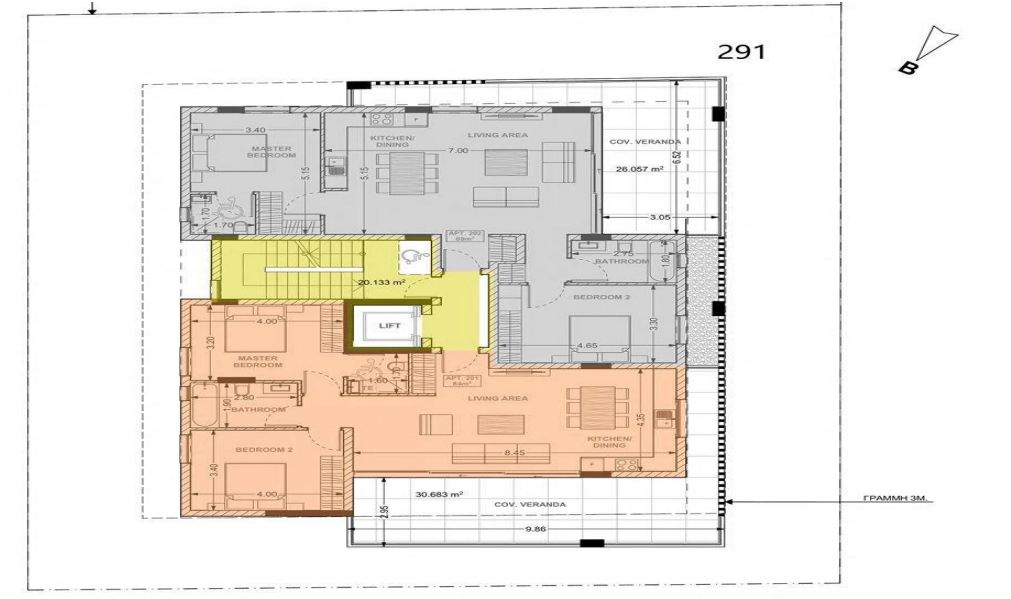 291
B
3.40
MASTER
BEDROOM
5.15
KITCHEN/
DINING
LIVING AREA
7.00
5.15
COV. VERANDA
6.52
26.057 m²
3.05
1.70
1.70
APT. 202
89m²
2.75
BATHROOM
1.80
20.133 m²
BEDROOM 2
3.30
4.65
LIFT
4.00
3.20
MASTER
BEDROOM
1.60
1.70
APT. 201
84m²
2.80
1.90
BATHROOM
LIVING AREA
4.35
KITCHEN/
DINING
BEDROOM 2
3.40
4.00
8.45
30.683 m²
2.95
COV. VERANDA
9.86
ΓΡΑΜΜΗ 3Μ.